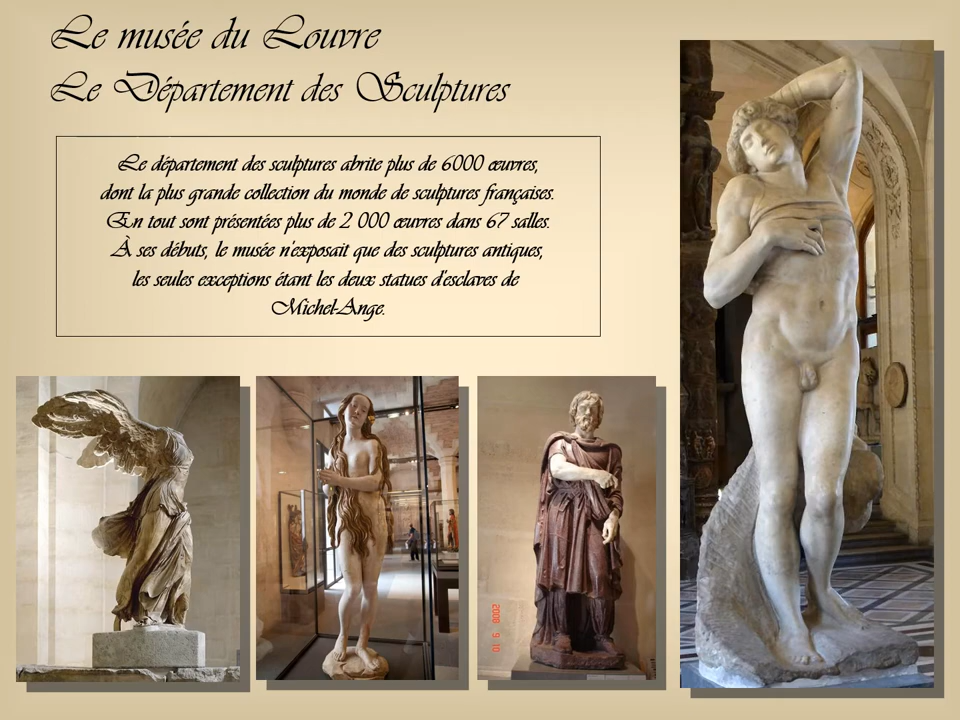 Le musée du Louvre
Le Département des Sculptures
Le département des sculptures abrite plus de 6000 œuvres,
dont la plus grande collection du monde de sculptures françaises.
En tout sont présentées plus de 2 000 œuvres dans 67 salles.
À ses débuts, le musée n'exposait que des sculptures antiques,
les seules exceptions étant les deux statues d'esclaves de
Michel-Ange.
2008 9 10